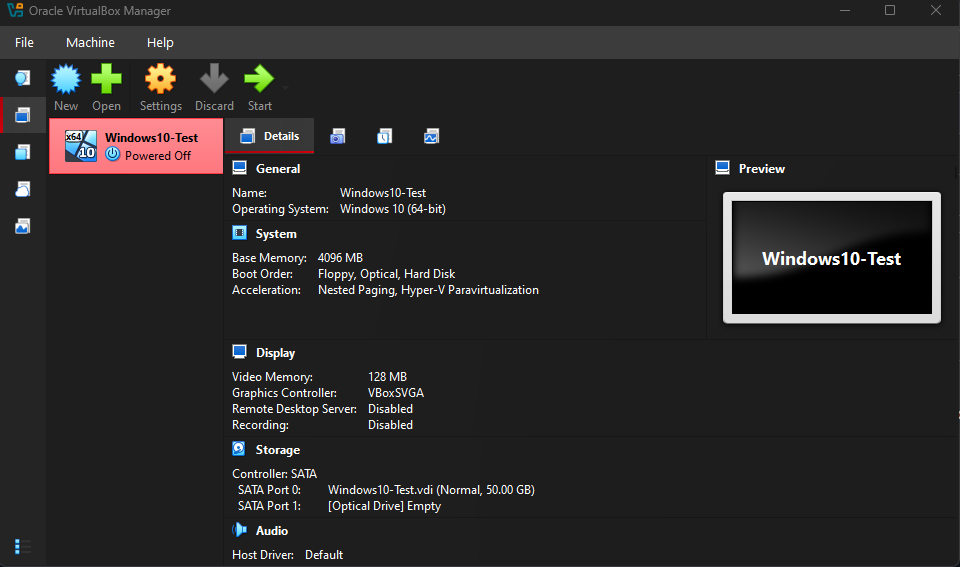 Oracle VirtualBox Manager
File Machine Help
New Open Settings Discard Start
x64
10
Windows10-Test
Powered Off
Details
General
Name: Windows10-Test
Operating System: Windows 10 (64-bit)
System
Base Memory: 4096 MB
Boot Order: Floppy, Optical, Hard Disk
Acceleration: Nested Paging, Hyper-V Paravirtualization
Preview
Windows10-Test
Display
Video Memory: 128 MB
Graphics Controller: VBoxSVGA
Remote Desktop Server: Disabled
Recording: Disabled
Storage
Controller: SATA
SATA Port 0: Windows10-Test.vdi (Normal, 50.00 GB)
SATA Port 1: [Optical Drive] Empty
Audio
Host Driver: Default